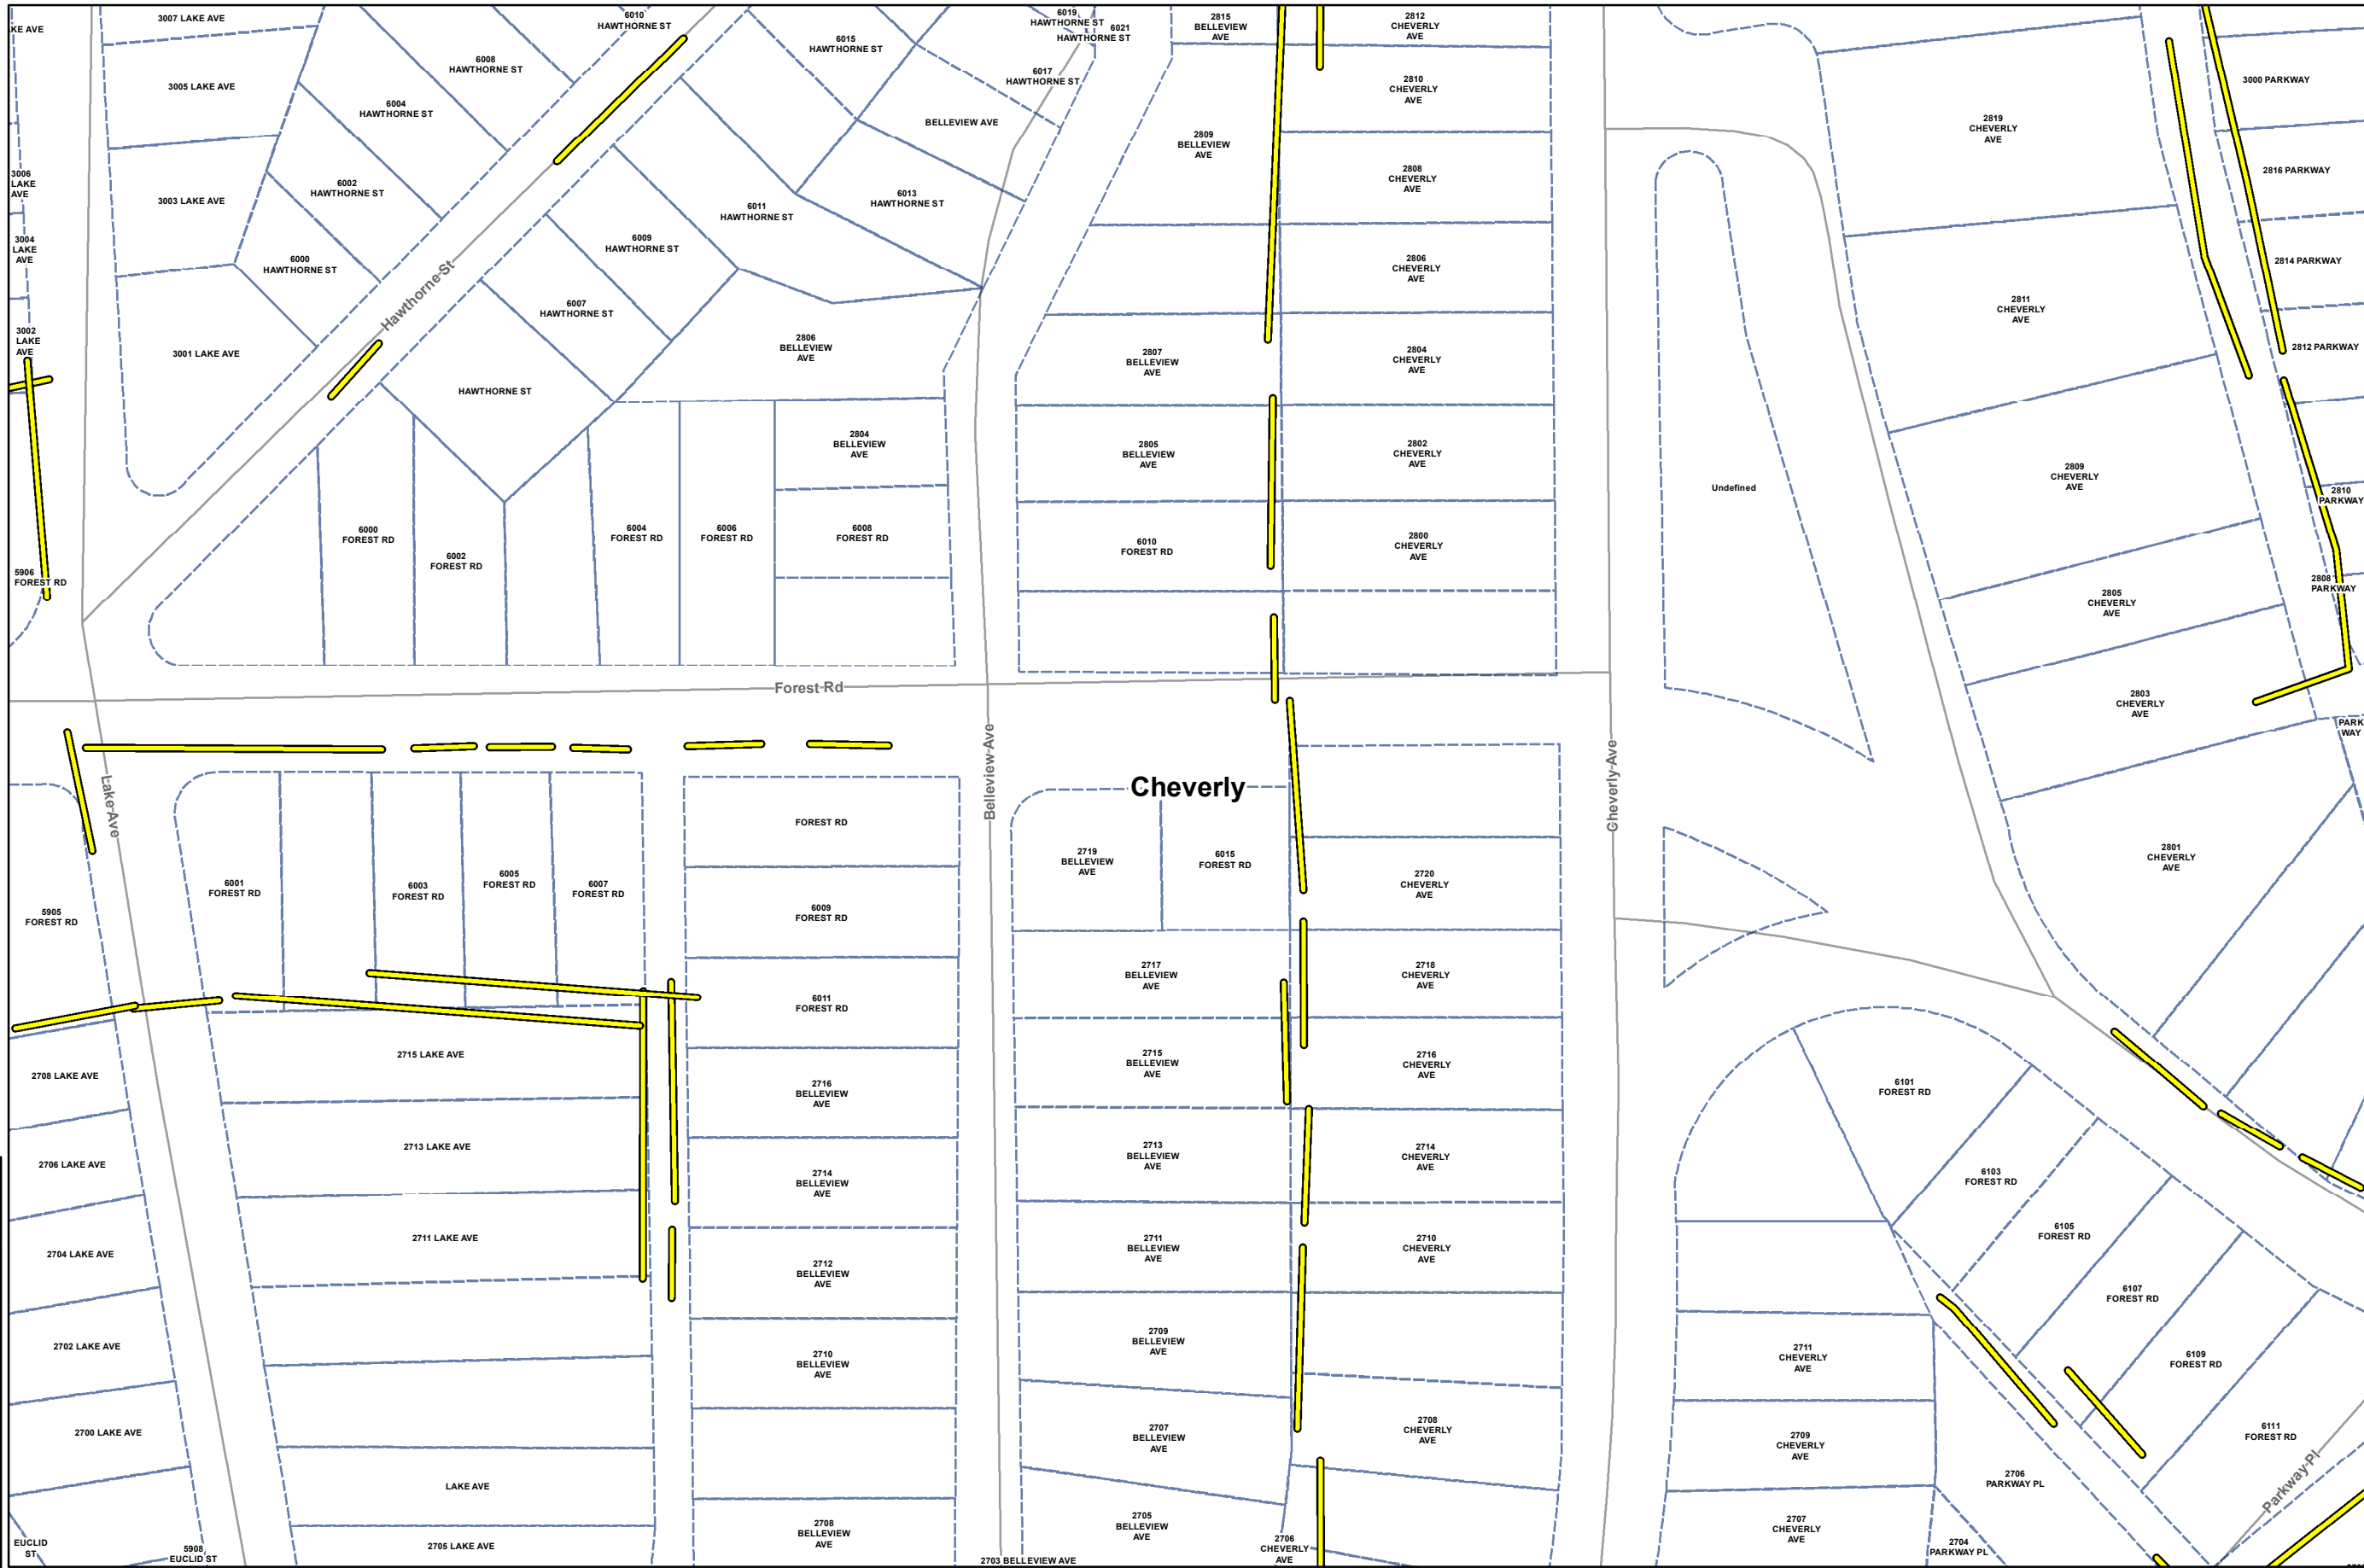 KE AVE
3007 LAKE AVE
6010
HAWTHORNE ST
6008
HAWTHORNE ST
6015
HAWTHORNE ST
6019
HAWTHORNE ST
6021
HAWTHORNE ST
6017
HAWTHORNE ST
2815
BELLEVIEW
AVE
2812
CHEVERLY
AVE
3005 LAKE AVE
6004
HAWTHORNE ST
BELLEVIEW AVE
2810
CHEVERLY
AVE
2809
BELLEVIEW
AVE
2819
CHEVERLY
AVE
3000 PARKWAY
2816 PARKWAY
3006
LAKE
AVE
3003 LAKE AVE
6002
HAWTHORNE ST
6013
HAWTHORNE ST
6011
HAWTHORNE ST
2808
CHEVERLY
AVE
3004
LAKE
AVE
6000
HAWTHORNE ST
6009
HAWTHORNE ST
2806
CHEVERLY
AVE
2814 PARKWAY
Hawthorne St
6007
HAWTHORNE ST
2811
CHEVERLY
AVE
3002
LAKE
AVE
3001 LAKE AVE
2806
BELLEVIEW
AVE
2807
BELLEVIEW
AVE
2804
CHEVERLY
AVE
2812 PARKWAY
HAWTHORNE ST
2804
BELLEVIEW
AVE
2805
BELLEVIEW
AVE
2802
CHEVERLY
AVE
Undefined
2809
CHEVERLY
AVE
2810
PARKWAY
6000
FOREST RD
6002
FOREST RD
6004
FOREST RD
6006
FOREST RD
6008
FOREST RD
6010
FOREST RD
2800
CHEVERLY
AVE
5906
FOREST RD
2805
CHEVERLY
AVE
2808
PARKWAY
Forest Rd
2803
CHEVERLY
AVE
PARK
WAY
Lake Ave
Belleview Ave
Cheverly
Cheverly Ave
FOREST RD
2719
BELLEVIEW
AVE
6015
FOREST RD
2720
CHEVERLY
AVE
2801
CHEVERLY
AVE
5905
FOREST RD
6001
FOREST RD
6003
FOREST RD
6005
FOREST RD
6007
FOREST RD
6009
FOREST RD
2717
BELLEVIEW
AVE
2718
CHEVERLY
AVE
6011
FOREST RD
2708 LAKE AVE
2715 LAKE AVE
2716
BELLEVIEW
AVE
2715
BELLEVIEW
AVE
2716
CHEVERLY
AVE
6101
FOREST RD
2706 LAKE AVE
2713 LAKE AVE
2714
BELLEVIEW
AVE
2713
BELLEVIEW
AVE
2714
CHEVERLY
AVE
6103
FOREST RD
2704 LAKE AVE
2711 LAKE AVE
2712
BELLEVIEW
AVE
2711
BELLEVIEW
AVE
2710
CHEVERLY
AVE
6105
FOREST RD
6107
FOREST RD
2702 LAKE AVE
2710
BELLEVIEW
AVE
2709
BELLEVIEW
AVE
2711
CHEVERLY
AVE
6109
FOREST RD
2700 LAKE AVE
2707
BELLEVIEW
AVE
2708
CHEVERLY
AVE
2709
CHEVERLY
AVE
6111
FOREST RD
LAKE AVE
2706
PARKWAY PL
Parkway Pl
EUCLID
ST
5908
EUCLID ST
2705 LAKE AVE
2708
BELLEVIEW
AVE
2705
BELLEVIEW
AVE
2703 BELLEVIEW AVE
2706
CHEVERLY
AVE
2707
CHEVERLY
AVE
2704
PARKWAY PL